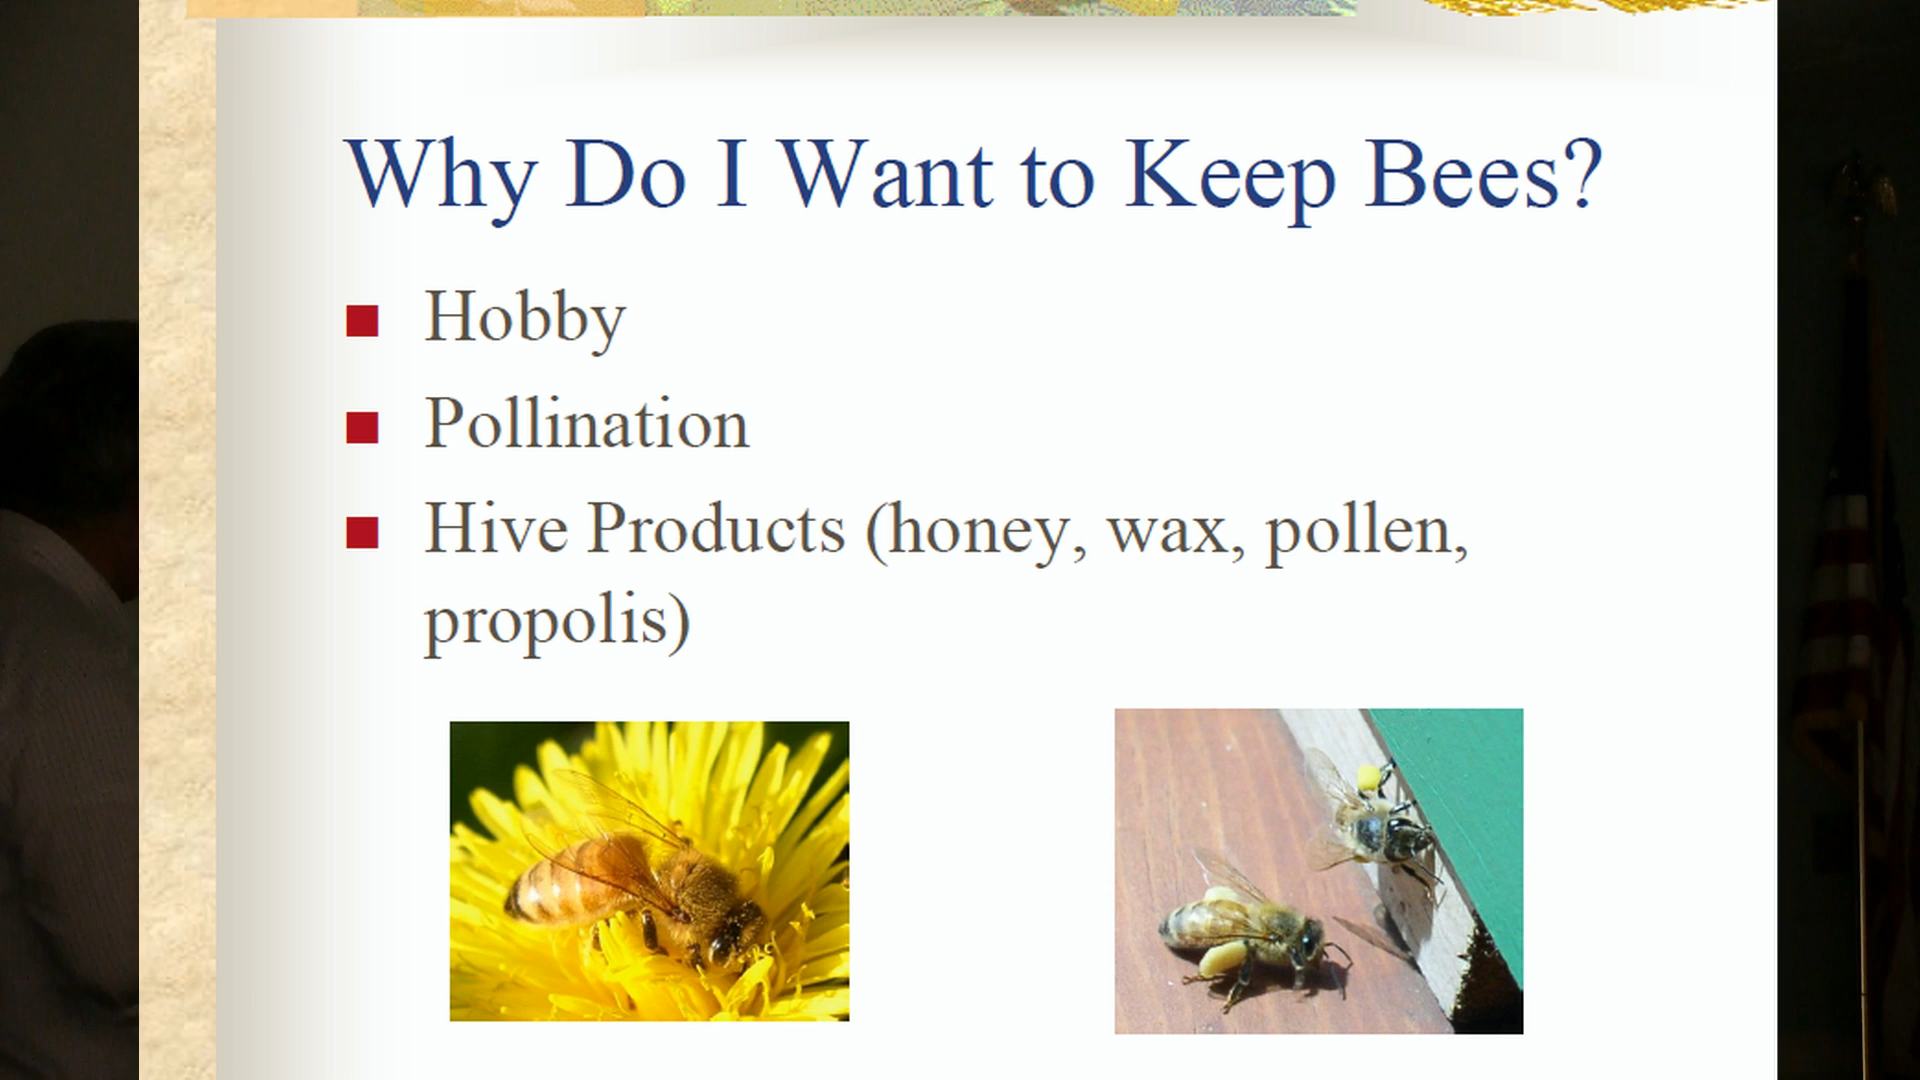 Why Do I Want to Keep Bees?
Hobby
Pollination
Hive Products (honey, wax, pollen,
propolis)